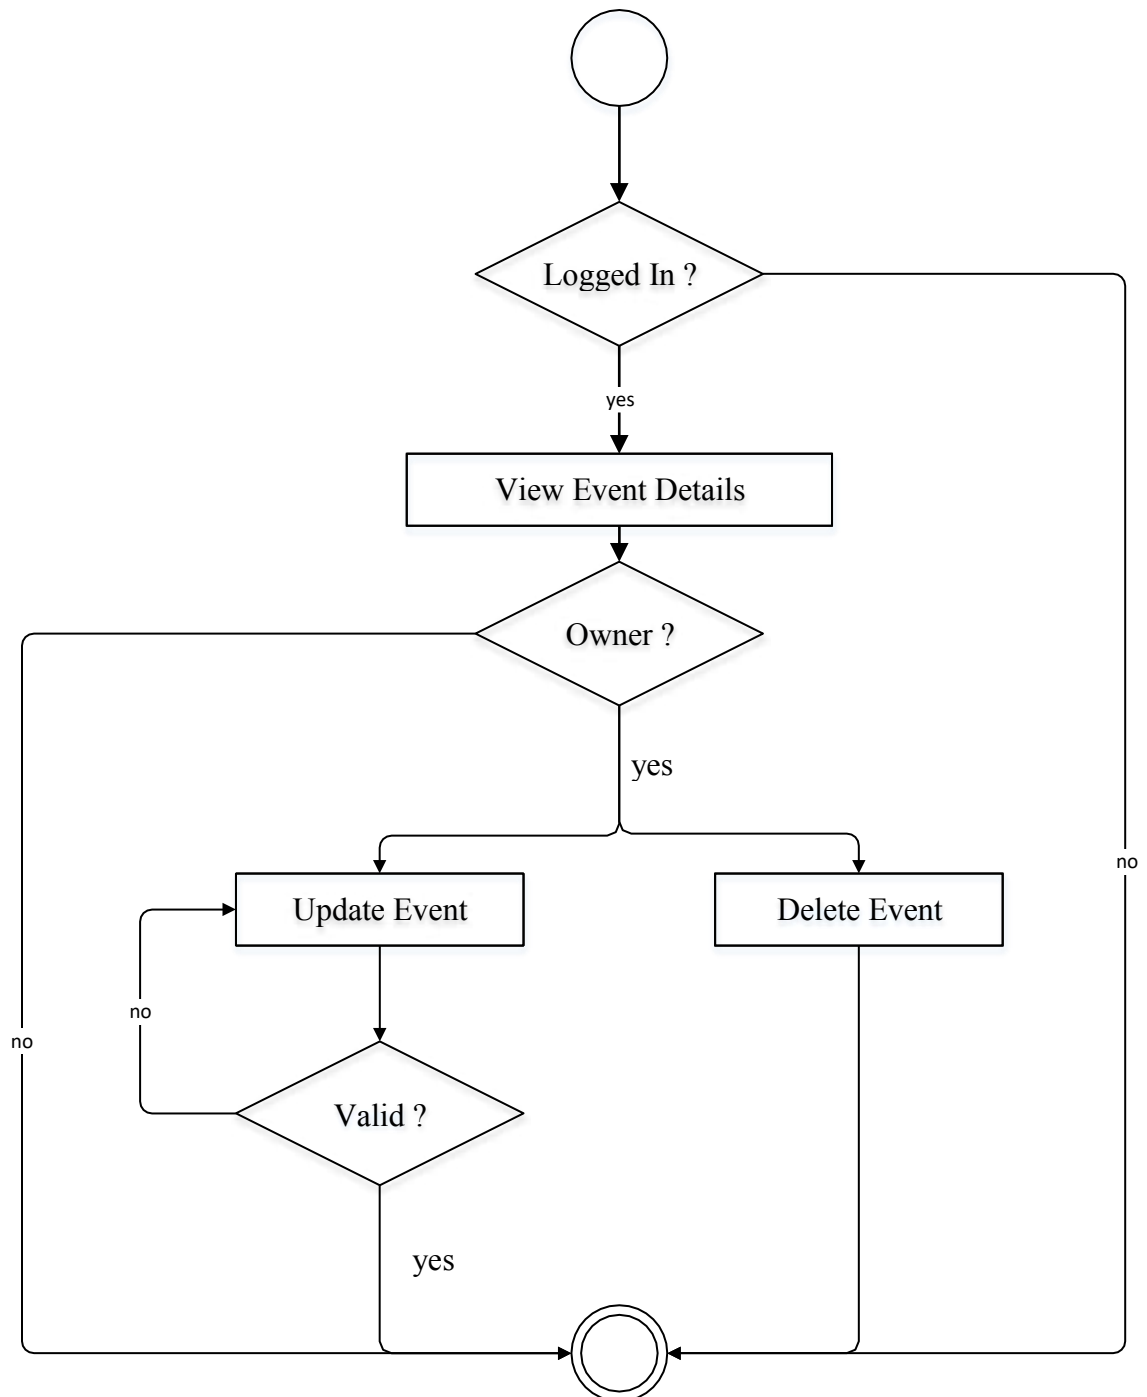 Logged In ?
yes
View Event Details
Owner ?
yes
no
Update Event
Delete Event
no
no
Valid ?
yes